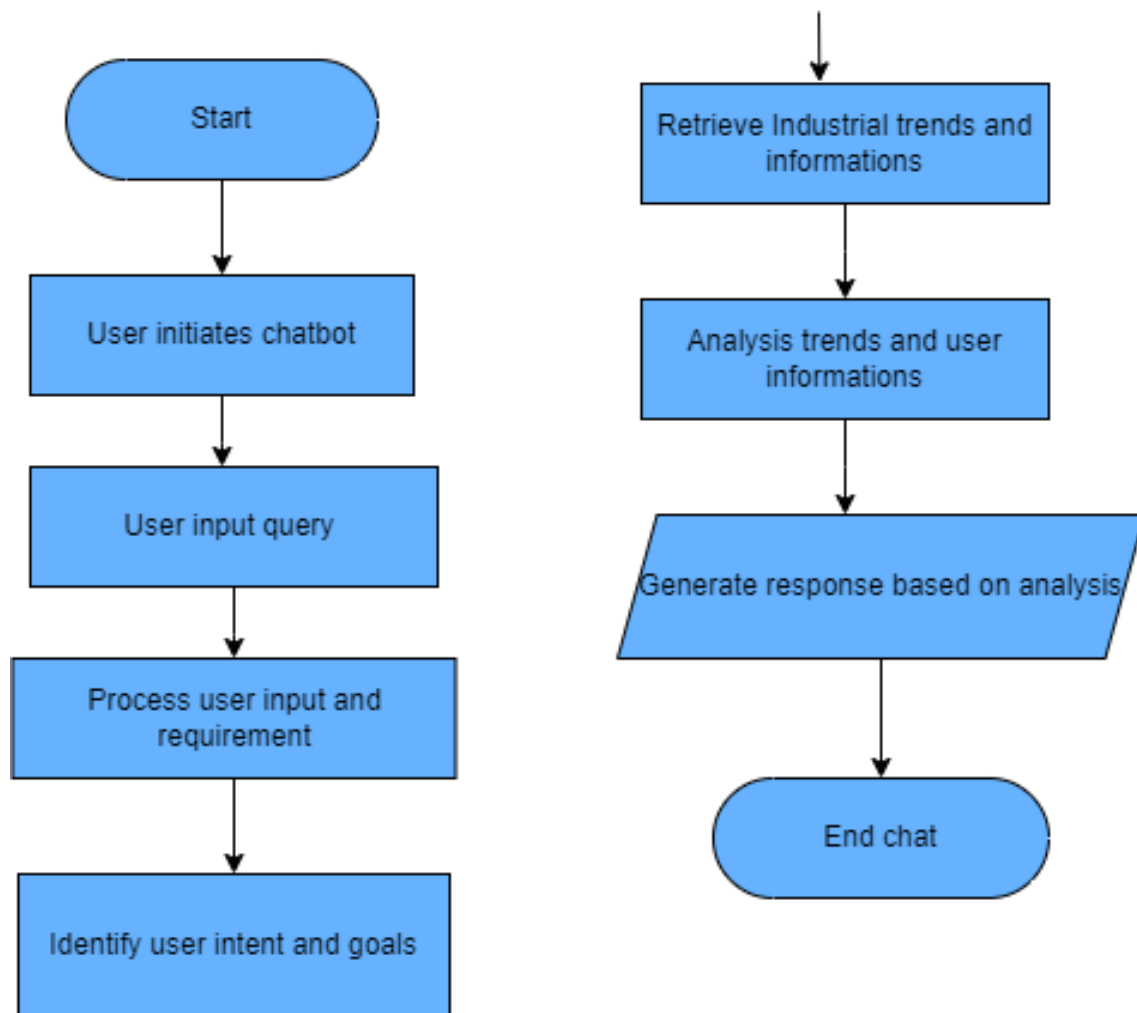 Start
User initiates chatbot
User input query
Process user input and
requirement
Identify user intent and goals
Retrieve Industrial trends and
informations
Analysis trends and user
informations
Generate response based on analysis
End chat